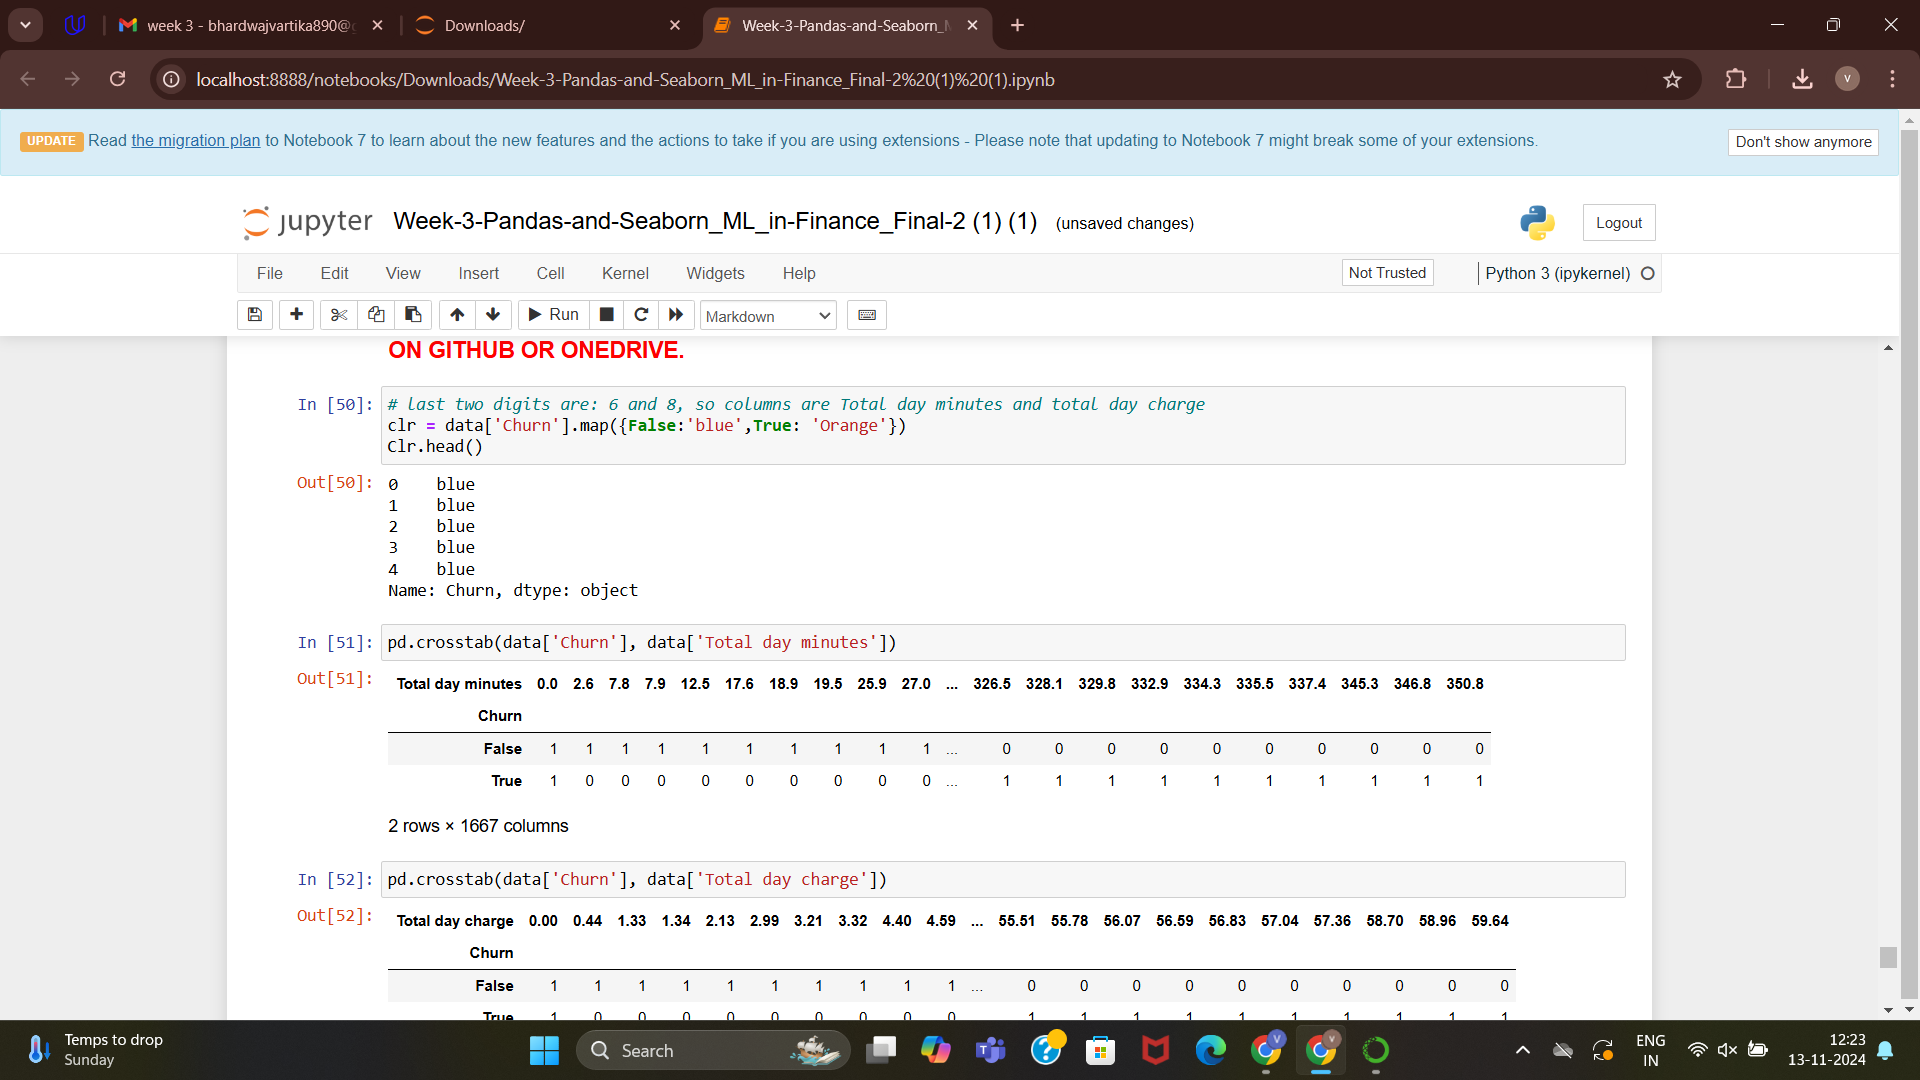 week 3 - bhardwajvartika890@
Downloads/
Week-3-Pandas-and-Seaborn_
localhost:8888/notebooks/Downloads/Week-3-Pandas-and-Seaborn_ML_in-Finance_Final-2%20(1)%20(1).ipynb
V
UPDATE Read the migration plan to Notebook 7 to learn about the new features and the actions to take if you are using extensions - Please note that updating to Notebook 7 might break some of your extensions.
Don't show anymore
jupyter Week-3-Pandas-and-Seaborn_ML_in-Finance_Final-2 (1) (1) (unsaved changes)
Logout
File Edit View Insert Cell Kernel Widgets Help
Not Trusted
Python 3 (ipykernel)
Run
Markdown
ON GITHUB OR ONEDRIVE.
In [50]: # last two digits are: 6 and 8, so columns are Total day minutes and total day charge
clr = data['Churn'].map({False:'blue',True: 'Orange'})
Clr.head()
Out[50]: 0 blue
1 blue
2 blue
3 blue
4 blue
Name: Churn, dtype: object
In [51]: pd.crosstab(data['Churn'], data['Total day minutes'])
Out[51]: Total day minutes 0.0 2.6 7.8 7.9 12.5 17.6 18.9 19.5 25.9 27.0 ... 326.5 328.1 329.8 332.9 334.3 335.5 337.4 345.3 346.8 350.8
Churn
False 1 1 1 1 1 1 1 1 1 1 ... 0 0 0 0 0 0 0 0 0 0
True 1 0 0 0 0 0 0 0 0 0 ... 1 1 1 1 1 1 1 1 1 1
2 rows × 1667 columns
In [52]: pd.crosstab(data['Churn'], data['Total day charge'])
Out[52]: Total day charge 0.00 0.44 1.33 1.34 2.13 2.99 3.21 3.32 4.40 4.59 ... 55.51 55.78 56.07 56.59 56.83 57.04 57.36 58.70 58.96 59.64
Churn
False 1 1 1 1 1 1 1 1 1 1 ... 0 0 0 0 0 0 0 0 0 0
True 1 0 0 0 0 0 0 0 0 0 1 1 1 1 1 1 1 1 1 1
Temps to drop
Sunday
Search
ENG
IN
12:23
13-11-2024